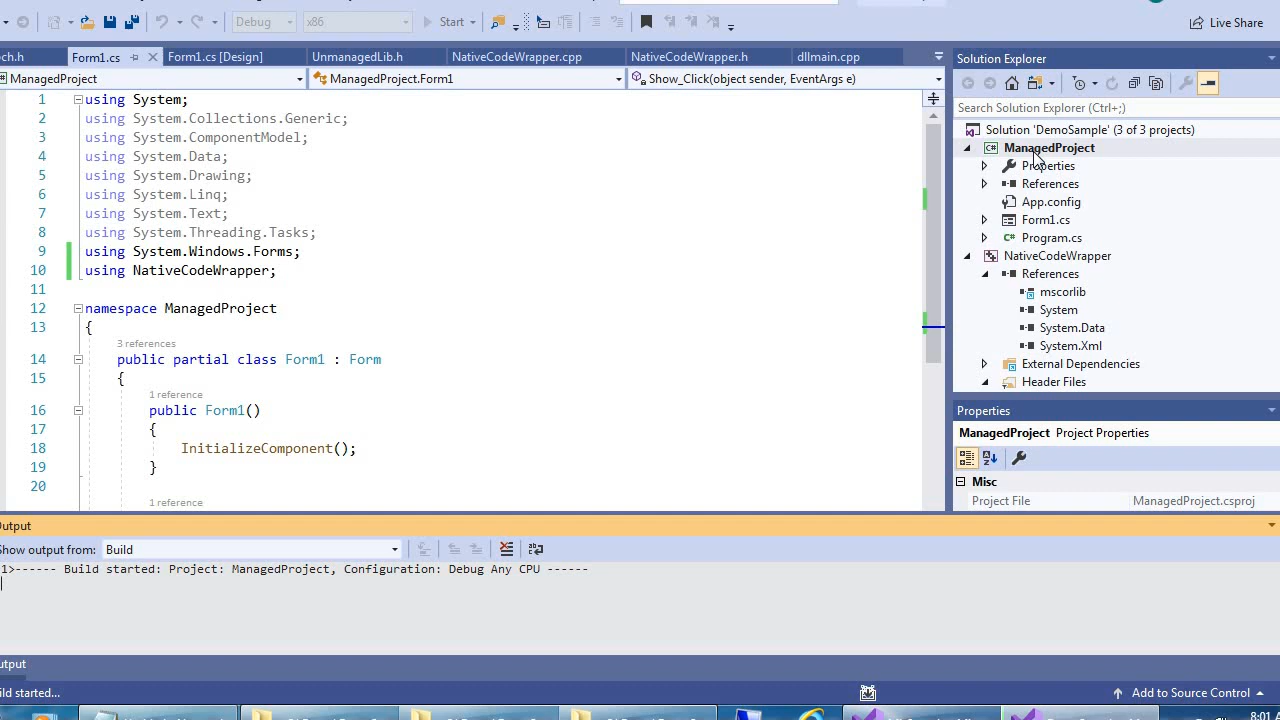 Debug x86 Start Live Share
ch.h Form1.cs Form1.cs [Design] UnmanagedLib.h NativeCodeWrapper.cpp NativeCodeWrapper.h dllmain.cpp
ManagedProject ManagedProject.Form1 Show_Click(object sender, EventArgs e)
1 using System;
2 using System.Collections.Generic;
3 using System.ComponentModel;
4 using System.Data;
5 using System.Drawing;
6 using System.Linq;
7 using System.Text;
8 using System.Threading.Tasks;
9 using System.Windows.Forms;
10 using NativeCodeWrapper;
11
12 namespace ManagedProject
13 {
3 references
14 public partial class Form1 : Form
15 {
1 reference
16 public Form1()
17 {
18 InitializeComponent();
19 }
20
1 reference
Solution Explorer
Search Solution Explorer (Ctrl+;)
Solution 'DemoSample' (3 of 3 projects)
C# ManagedProject
Properties
References
App.config
Form1.cs
C# Program.cs
NativeCodeWrapper
References
mscorlib
System
System.Data
System.Xml
External Dependencies
Header Files
Properties
ManagedProject Project Properties
Misc
Project File ManagedProject.csproj
Output
Show output from: Build
1>------ Build started: Project: ManagedProject, Configuration: Debug Any CPU ------
utput
ild started...
Add to Source Control